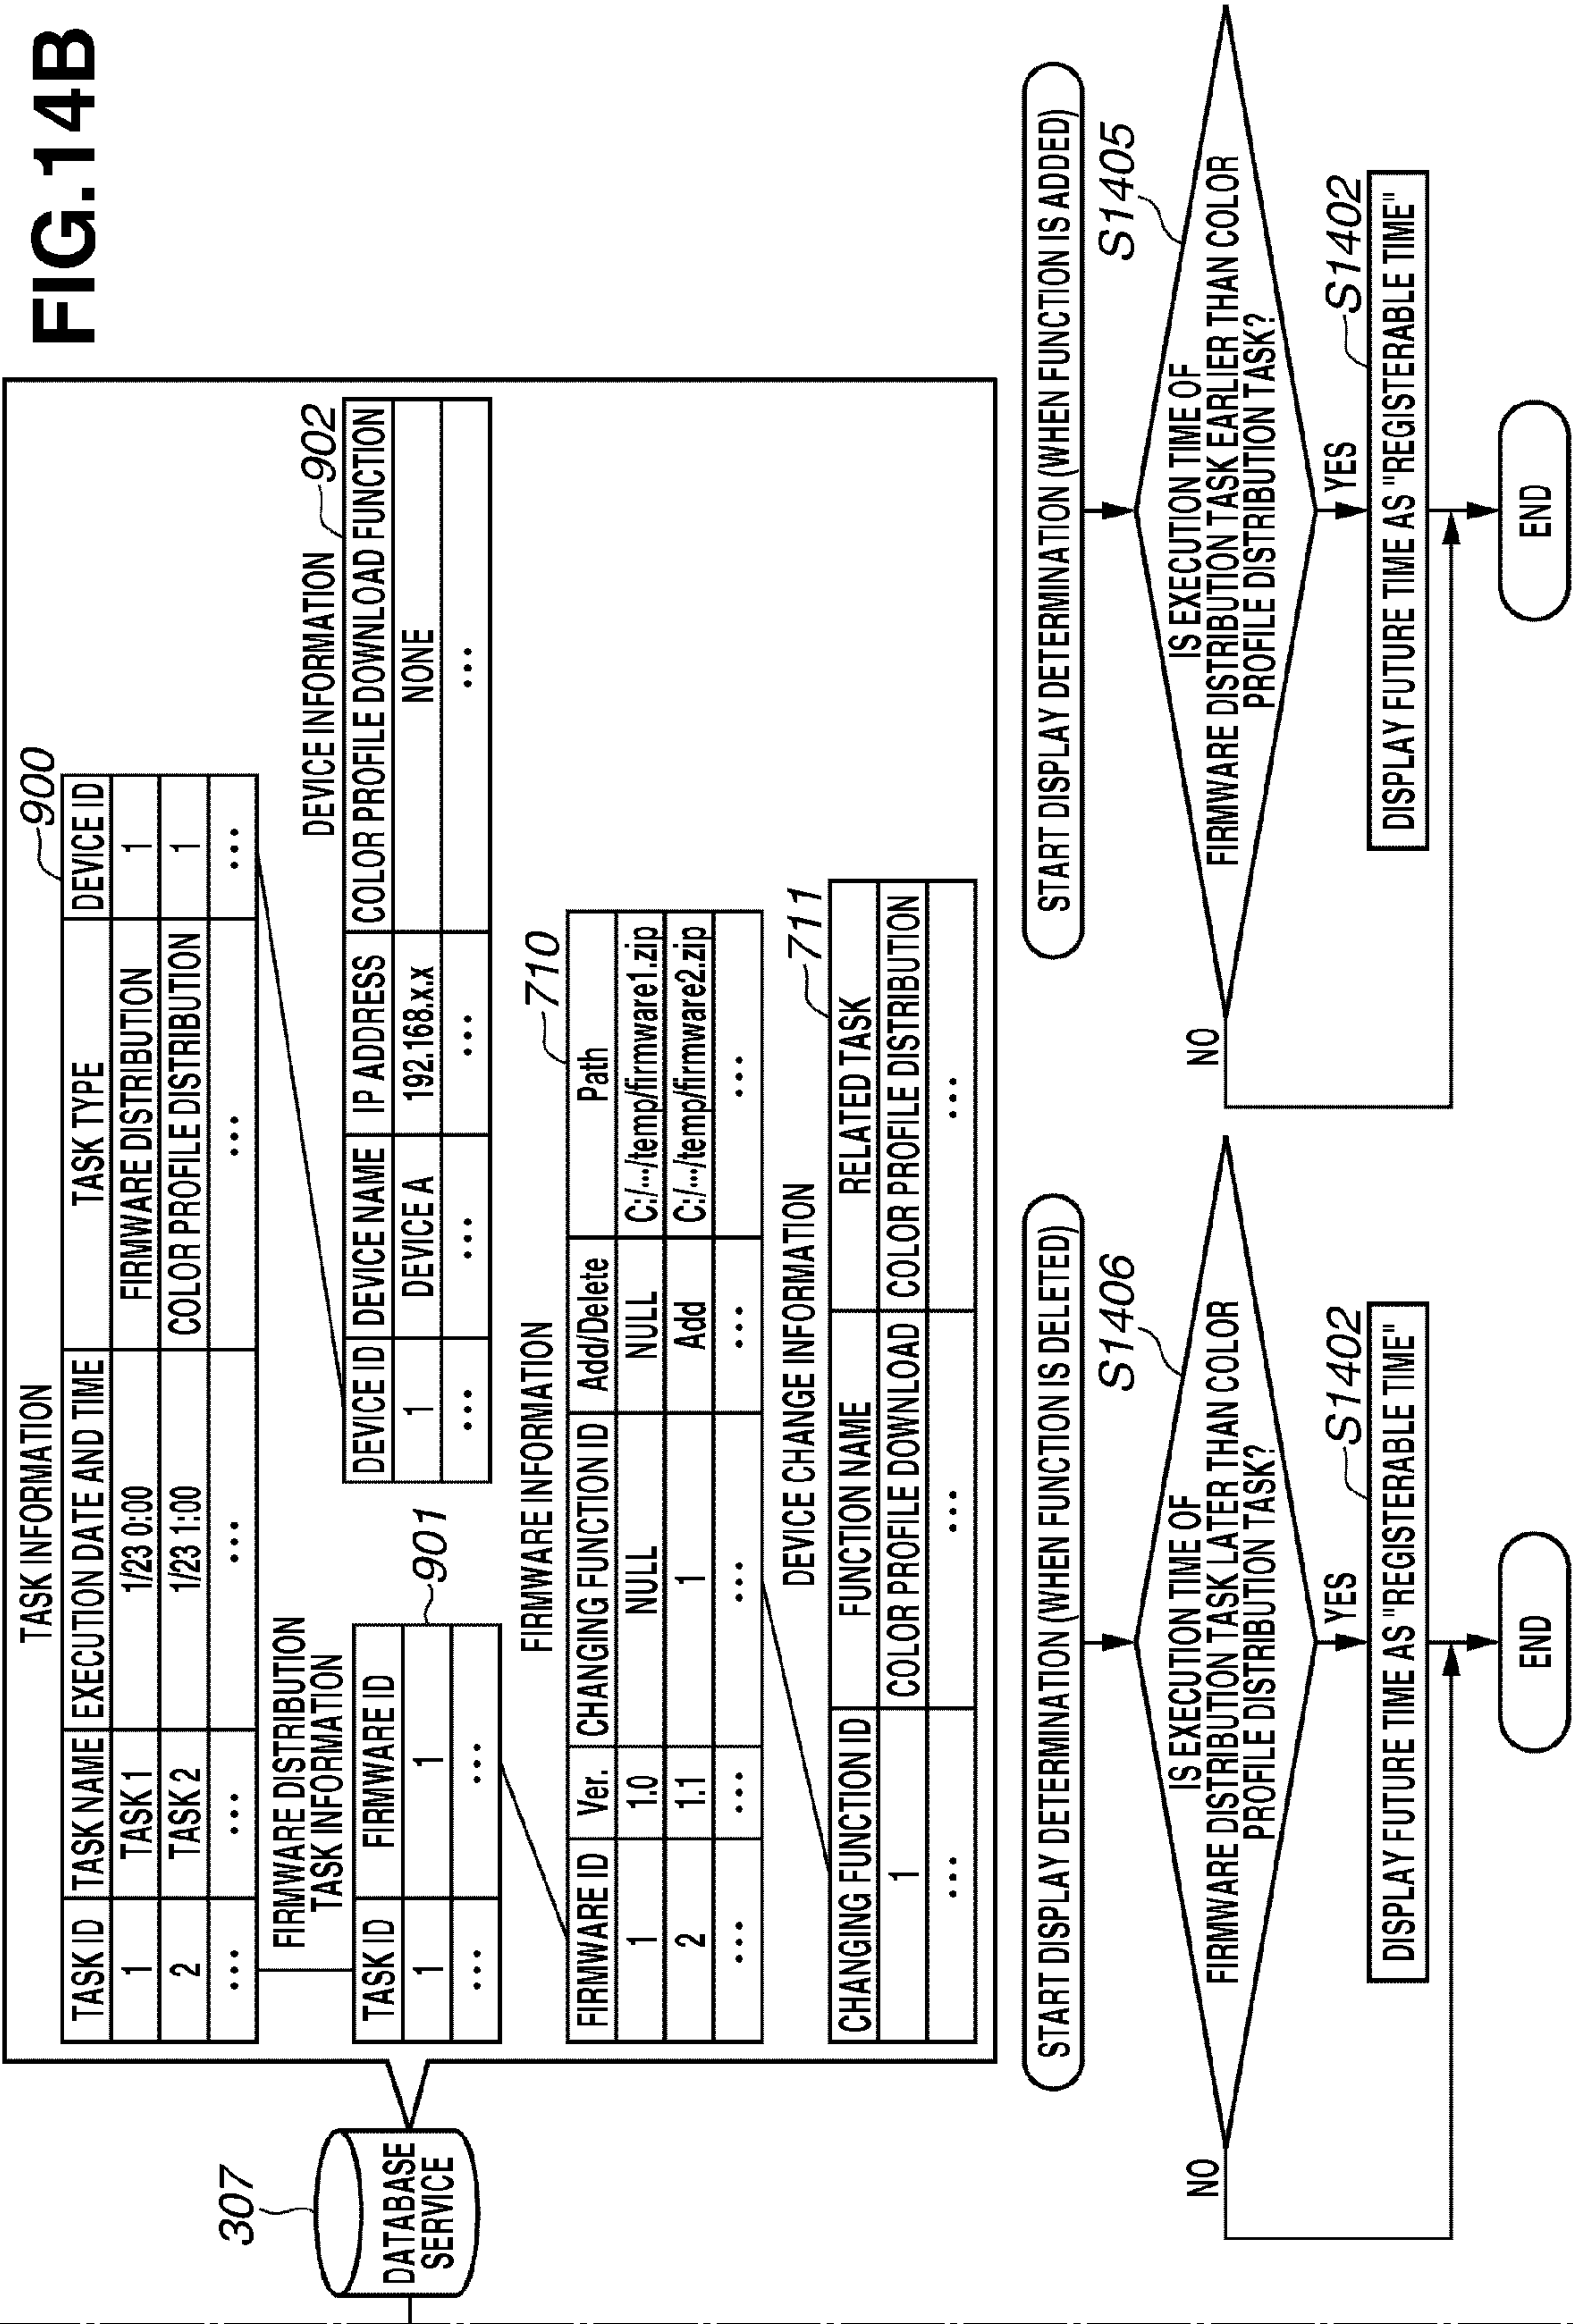 FIG.14B
307
DATABASE
SERVICE
TASK INFORMATION
900
TASK ID TASK NAME EXECUTION DATE AND TIME TASK TYPE DEVICE ID
1 TASK 1 1/23 0:00 FIRMWARE DISTRIBUTION 1
2 TASK 2 1/23 1:00 COLOR PROFILE DISTRIBUTION 1
... ... ... ... ...
FIRMWARE DISTRIBUTION
TASK INFORMATION
901
TASK ID FIRMWARE ID
1 1
... ...
DEVICE INFORMATION
902
DEVICE ID DEVICE NAME IP ADDRESS COLOR PROFILE DOWNLOAD FUNCTION
1 DEVICE A 192.168.x.x NONE
... ... ... ...
FIRMWARE INFORMATION
710
FIRMWARE ID Ver. CHANGING FUNCTION ID Add/Delete Path
1 1.0 NULL NULL C:/···/temp/firmware1.zip
2 1.1 1 Add C:/···/temp/firmware2.zip
... ... ... ... ...
DEVICE CHANGE INFORMATION
711
CHANGING FUNCTION ID FUNCTION NAME RELATED TASK
1 COLOR PROFILE DOWNLOAD COLOR PROFILE DISTRIBUTION
... ... ...
START DISPLAY DETERMINATION (WHEN FUNCTION IS DELETED)
S1406
IS EXECUTION TIME OF
FIRMWARE DISTRIBUTION TASK LATER THAN COLOR
PROFILE DISTRIBUTION TASK?
NO
YES
S1402
DISPLAY FUTURE TIME AS "REGISTERABLE TIME"
END
START DISPLAY DETERMINATION (WHEN FUNCTION IS ADDED)
S1405
IS EXECUTION TIME OF
FIRMWARE DISTRIBUTION TASK EARLIER THAN COLOR
PROFILE DISTRIBUTION TASK?
NO
YES
S1402
DISPLAY FUTURE TIME AS "REGISTERABLE TIME"
END